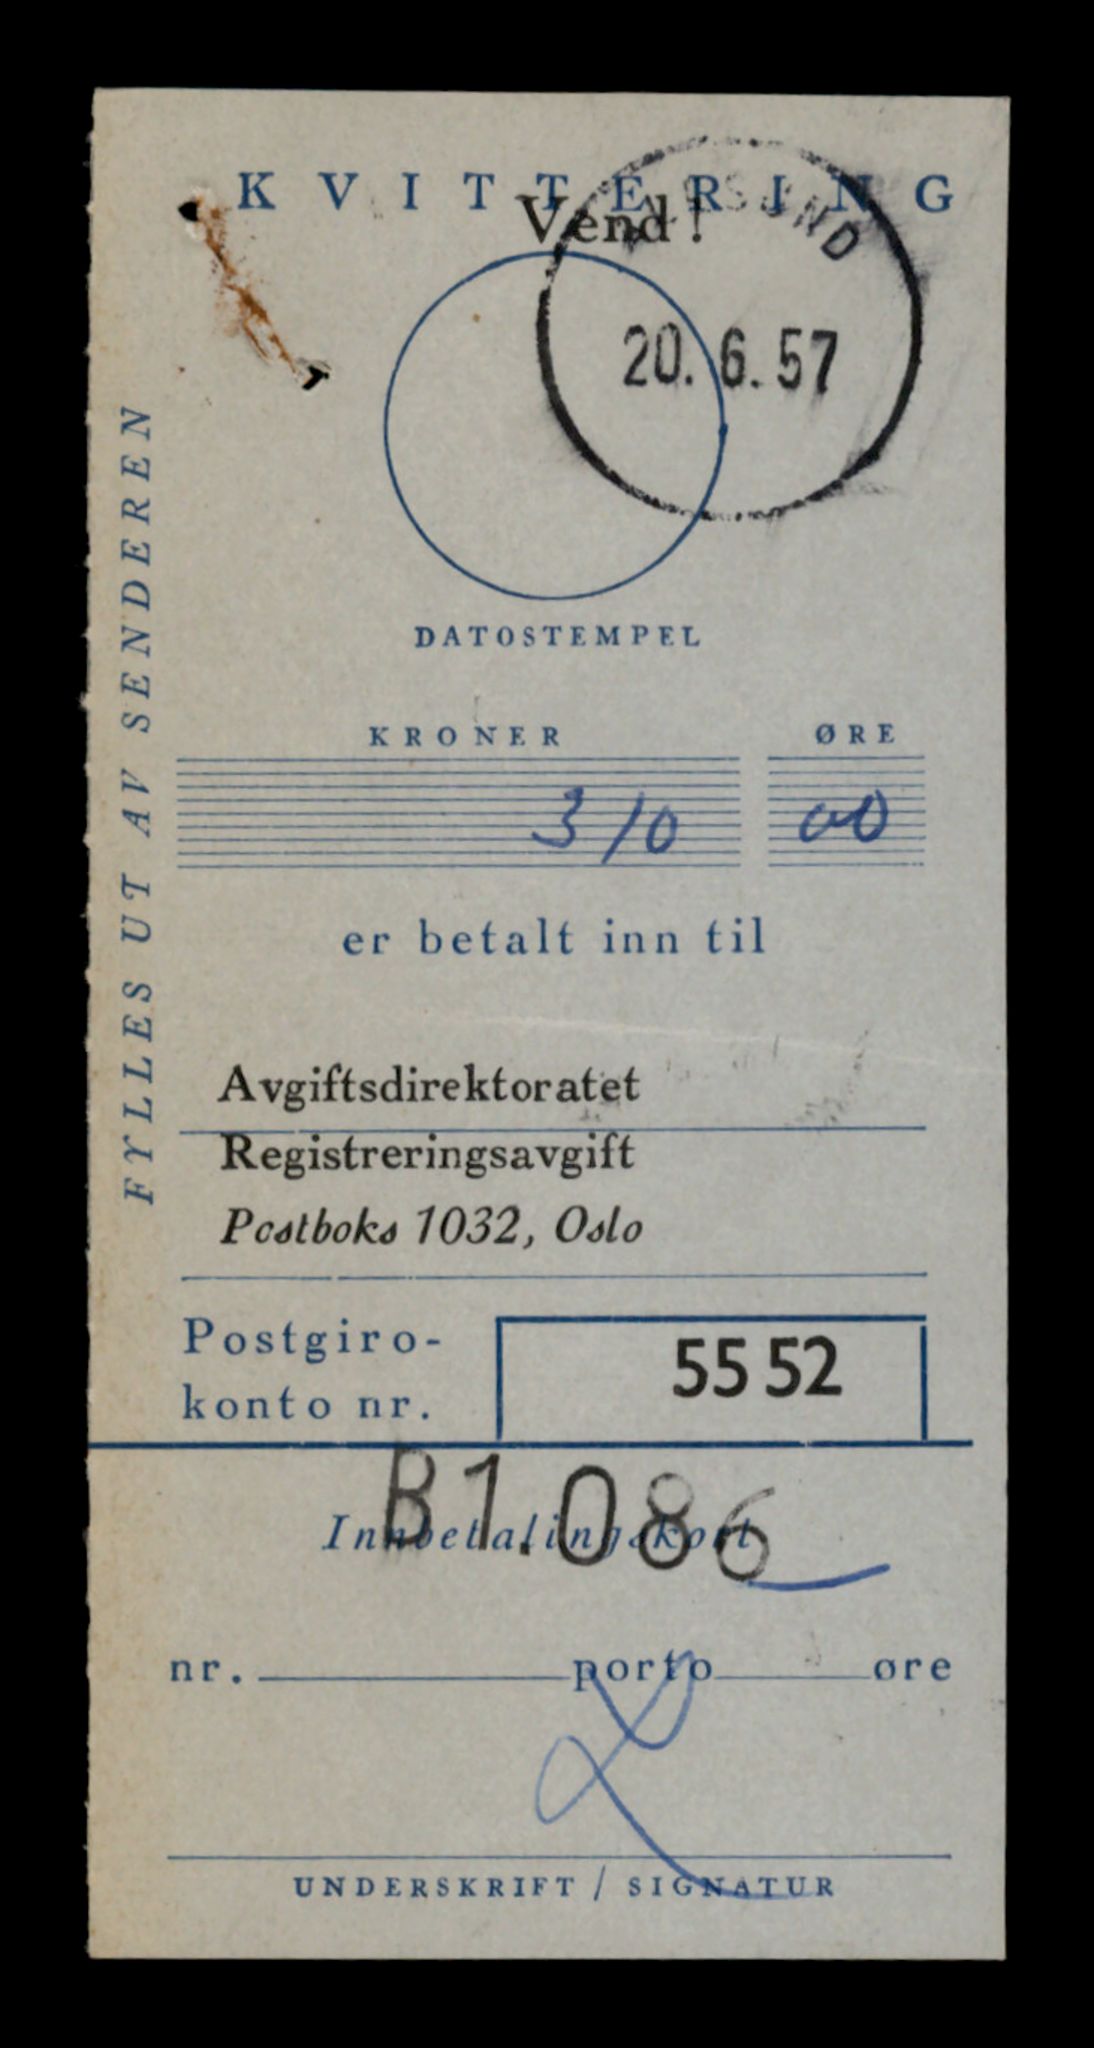 KVITTERING
Vend!
20.6.57
DATOSTEMPEL
KRONER ØRE
310 00
er betalt inn til
Avgiftsdirektoratet
Registreringsavgift
Postboks 1032, Oslo
Postgiro-
konto nr. 5552
B1.086
Innbetalingskort
nr. porto øre
UNDERSKRIFT / SIGNATUR
FYLLES UT AV SENDEREN